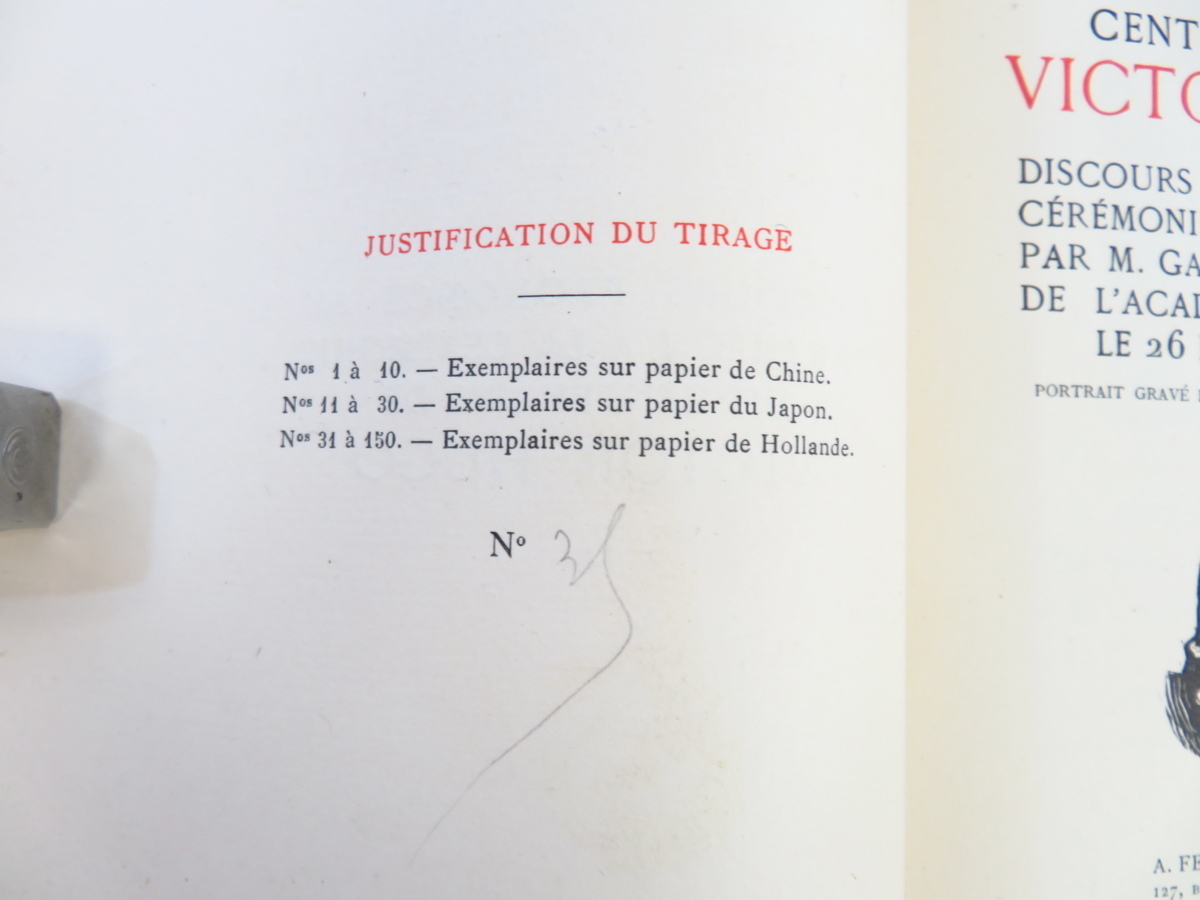 JUSTIFICATION DU TIRAGE
Nos 1 à 10. — Exemplaires sur papier de Chine.
Nos 11 à 30. — Exemplaires sur papier du Japon.
Nos 31 à 150. — Exemplaires sur papier de Hollande.
No 35
CENT
VICTO
DISCOURS
CÉRÉMONI
PAR M. GA
DE L'ACAD
LE 26
PORTRAIT GRAVÉ
A. FE
127, B